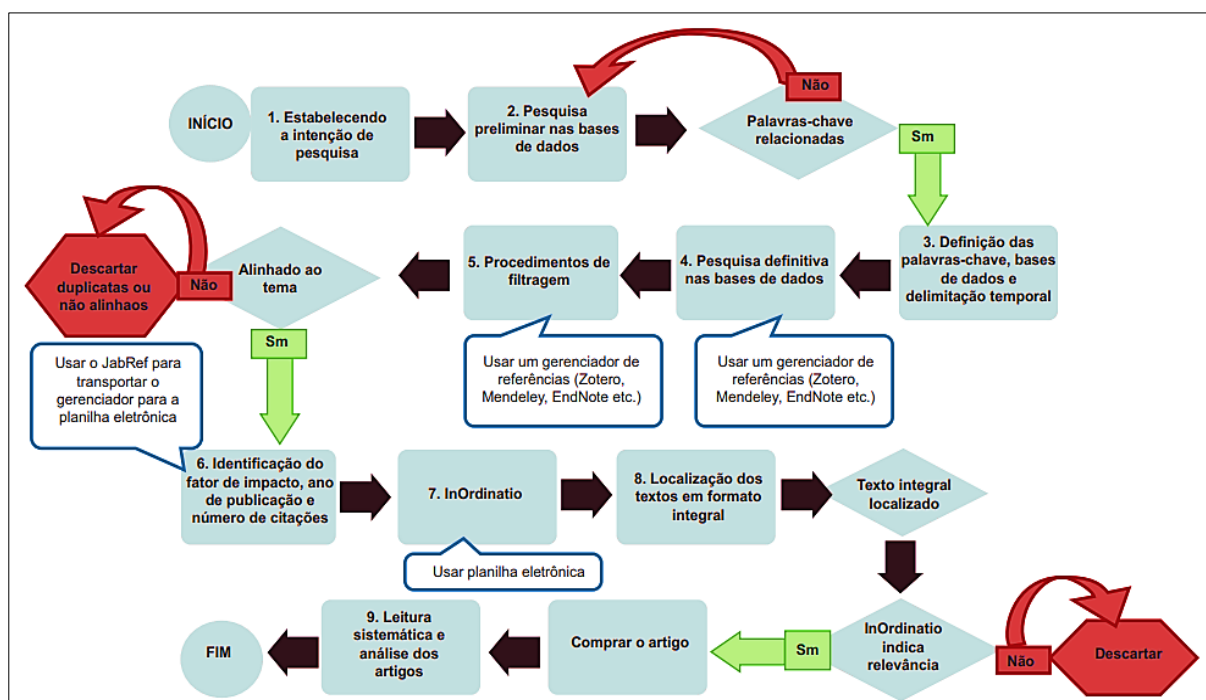 INÍCIO
1. Estabelecendo
a intenção de
pesquisa
2. Pesquisa
preliminar nas bases
de dados
Não
Palavras-chave
relacionadas
Sm
3. Definição das
palavras-chave, bases
de dados e
delimitação temporal
4. Pesquisa definitiva
nas bases de dados
5. Procedimentos de
filtragem
Alinhado ao
tema
Não
Descartar
duplicatas ou
não alinhaos
Sm
Usar um gerenciador de
referências (Zotero,
Mendeley, EndNote etc.)
Usar um gerenciador de
referências (Zotero,
Mendeley, EndNote etc.)
Usar o JabRef para
transportar o
gerenciador para a
planilha eletrônica
6. Identificação do
fator de impacto, ano
de publicação e
número de citações
7. InOrdinatio
Usar planilha eletrônica
8. Localização dos
textos em formato
integral
Texto integral
localizado
InOrdinatio
indica
relevância
Não
Descartar
Sm
Comprar o artigo
9. Leitura
sistemática e
análise dos
artigos
FIM